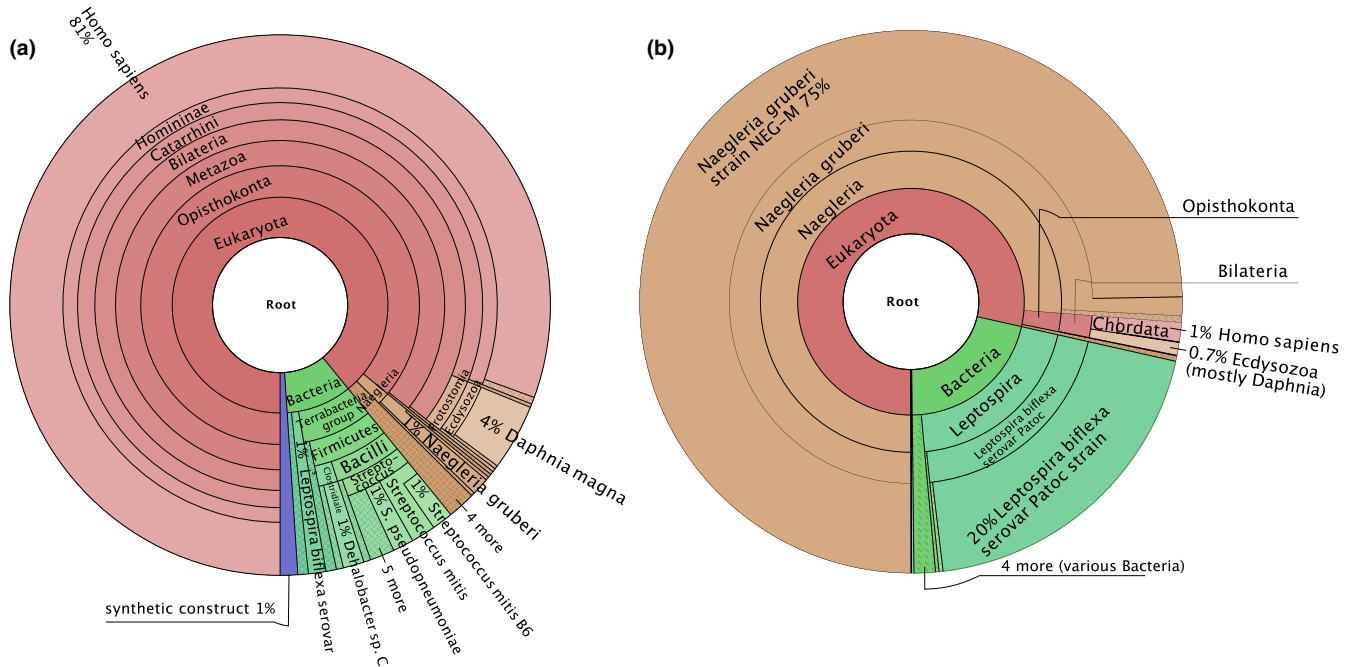 (a)
Homo sapiens
81%
Homininae
Catarrhini
Bilateria
Metazoa
Opisthokonta
Eukaryota
Root
Bacteria
Terrabacteria
group
Firmicutes
Bacilli
Strepto-
coccus
Clostridiale
Naegleria
Protostomia
Ecdysozoa
4% Daphnia magna
1% Naegleria gruberi
4 more
1% Streptococcus mitis B6
Streptococcus mitis
1% S. pseudopneumoniae
5 more
1% Dehalobacter sp. C
1% Leptospira biflexa serovar
synthetic construct 1%
(b)
Naegleria gruberi
strain NEG-M 75%
Naegleria gruberi
Naegleria
Eukaryota
Root
Bacteria
Leptospira
Leptospira biflexa
serovar Patoc
20% Leptospira biflexa
serovar Patoc strain
Opisthokonta
Bilateria
Chordata
1% Homo sapiens
0.7% Ecdysozoa
(mostly Daphnia)
4 more (various Bacteria)